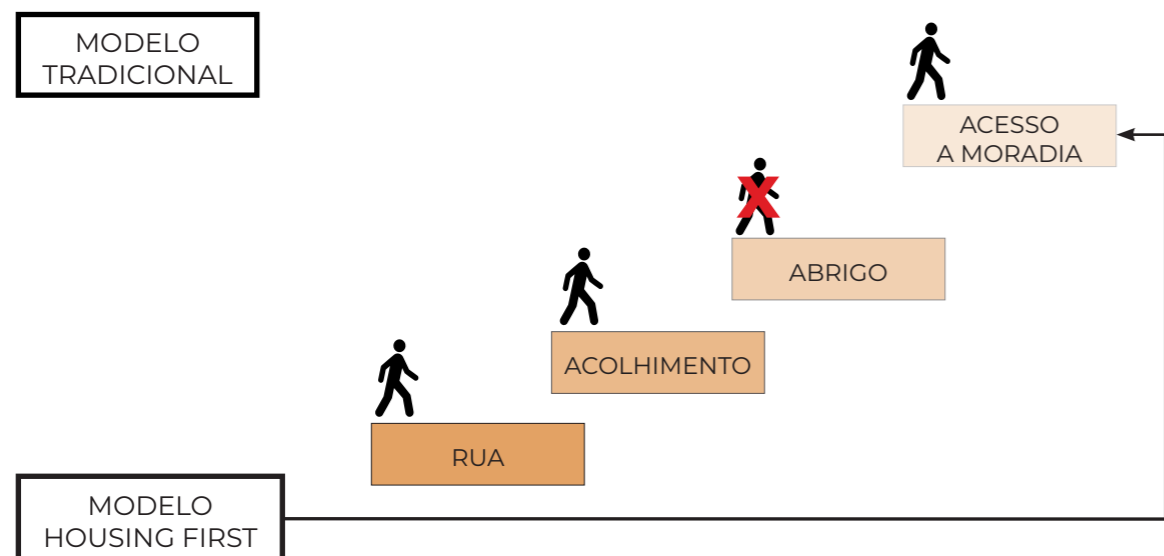 MODELO
TRADICIONAL
ACESSO
A MORADIA
ABRIGO
ACOLHIMENTO
RUA
MODELO
HOUSING FIRST